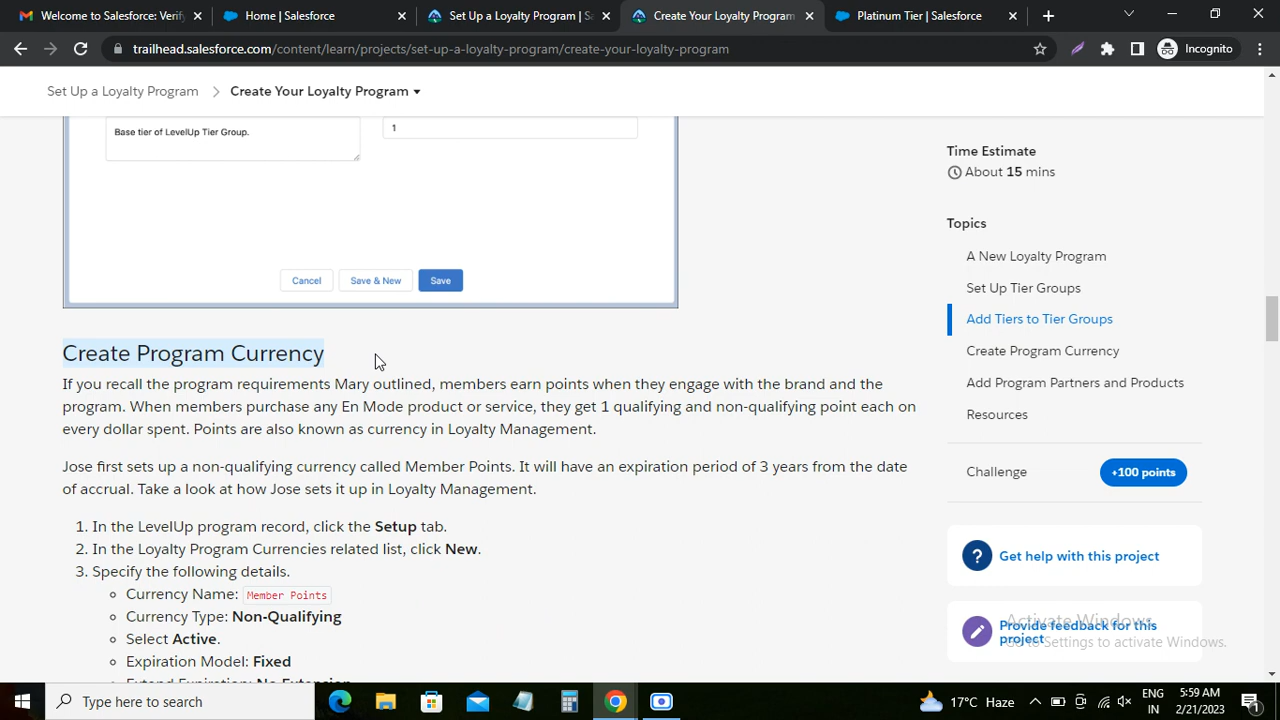 Welcome to Salesforce: Verify
Home | Salesforce
Set Up a Loyalty Program | Sa
Create Your Loyalty Program
Platinum Tier | Salesforce
trailhead.salesforce.com/content/learn/projects/set-up-a-loyalty-program/create-your-loyalty-program
Incognito
Set Up a Loyalty Program
Create Your Loyalty Program
Base tier of LevelUp Tier Group.
1
Cancel
Save & New
Save
Create Program Currency
If you recall the program requirements Mary outlined, members earn points when they engage with the brand and the
program. When members purchase any En Mode product or service, they get 1 qualifying and non-qualifying point each on
every dollar spent. Points are also known as currency in Loyalty Management.
Jose first sets up a non-qualifying currency called Member Points. It will have an expiration period of 3 years from the date
of accrual. Take a look at how Jose sets it up in Loyalty Management.
1. In the LevelUp program record, click the Setup tab.
2. In the Loyalty Program Currencies related list, click New.
3. Specify the following details.
Currency Name: Member Points
Currency Type: Non-Qualifying
Select Active.
Expiration Model: Fixed
Extend Expiration: No Extension
Time Estimate
About 15 mins
Topics
A New Loyalty Program
Set Up Tier Groups
Add Tiers to Tier Groups
Create Program Currency
Add Program Partners and Products
Resources
Challenge
+100 points
? Get help with this project
Provide feedback for this
project
Activate Windows
Go to Settings to activate Windows.
Type here to search
17°C Haze
ENG
IN
5:59 AM
2/21/2023
1